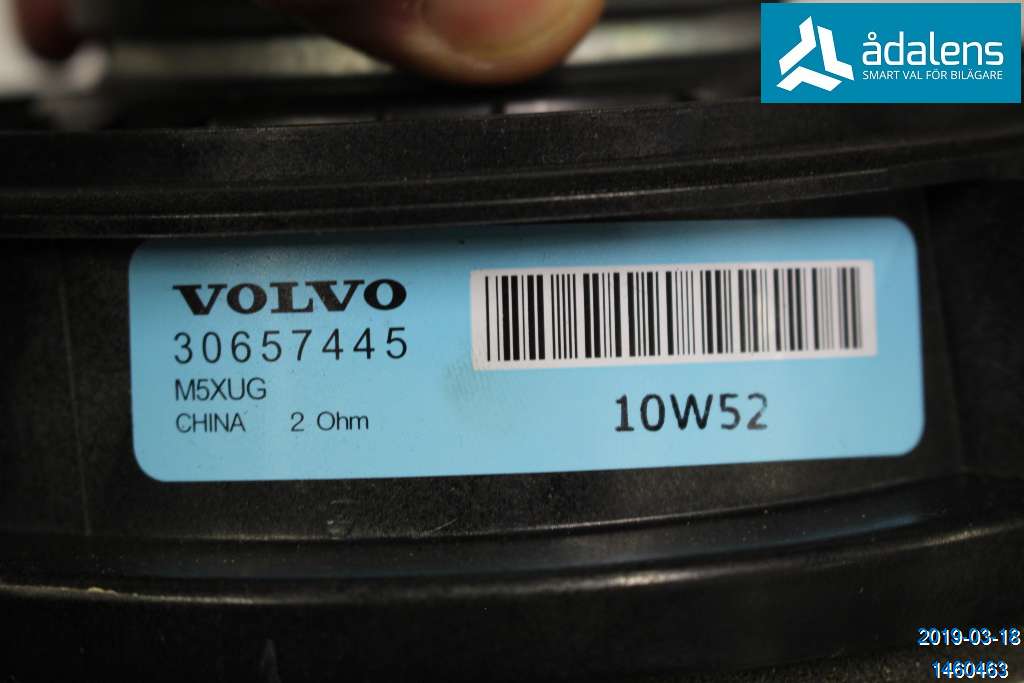 ådalens
SMART VAL FÖR BILÄGARE
VOLVO
30657445
M5XUG
CHINA 2 Ohm
10W52
2019-03-18
1460463